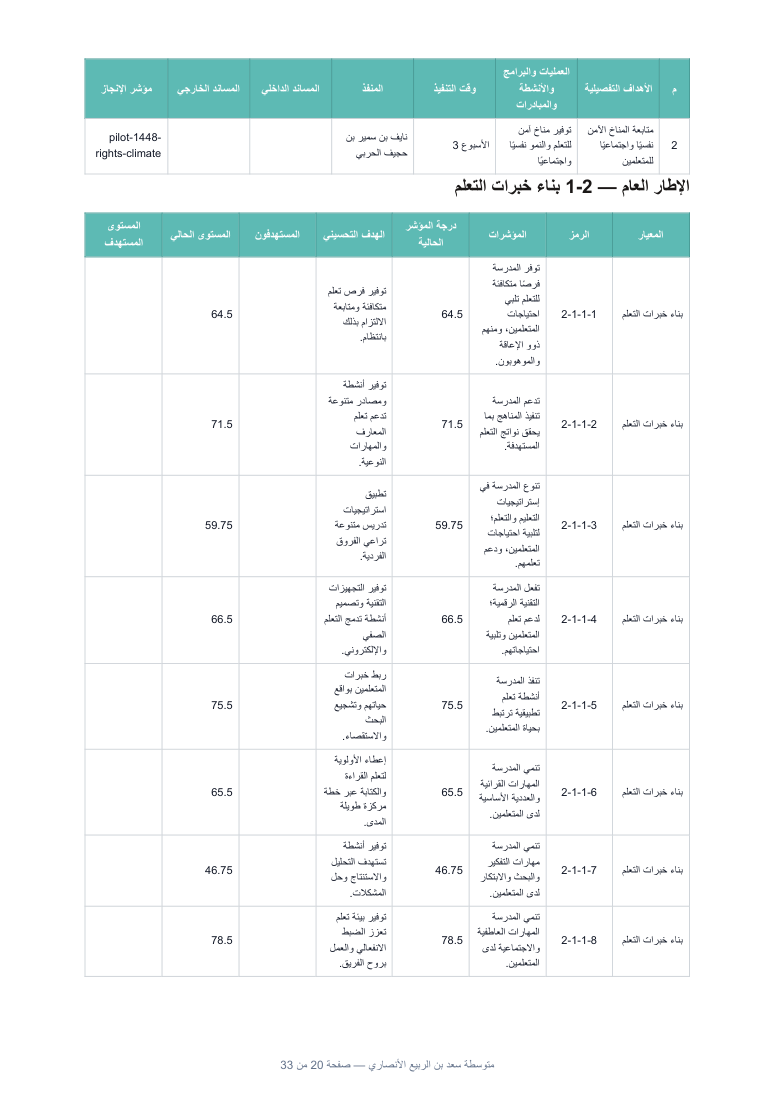 م	الأهداف التفصيلية	العمليات والبرامج والأنشطة والمبادرات	وقت التنفيذ	المنفذ	المساند الداخلي	المساند الخارجي	مؤشر الإنجاز
2	متابعة المناخ الآمن نفسيًا واجتماعيًا للمتعلمين	توفير مناخ آمن للتعلم والنمو نفسيًا واجتماعيًا	الأسبوع 3	نايف بن سمير بن حجيف الحربي			pilot-1448-rights-climate
الإطار العام — 2-1 بناء خبرات التعلم
المعيار	الرمز	المؤشرات	درجة المؤشر الحالية	الهدف التحسيني	المستهدفون	المستوى الحالي	المستوى المستهدف
بناء خبرات التعلم	2-1-1-1	توفر المدرسة فرصًا متكافئة للتعلم تلبي احتياجات المتعلمين، ومنهم ذوو الإعاقة والموهوبون.	64.5	توفير فرص تعلم متكافئة ومتابعة الالتزام بذلك بانتظام.		64.5
بناء خبرات التعلم	2-1-1-2	تدعم المدرسة تنفيذ المناهج بما يحقق نواتج التعلم المستهدفة.	71.5	توفير أنشطة ومصادر متنوعة تدعم تعلم المعارف والمهارات النوعية.		71.5
بناء خبرات التعلم	2-1-1-3	تنوع المدرسة في إستراتيجيات التعليم والتعلم؛ لتلبية احتياجات المتعلمين، ودعم تعلمهم.	59.75	تطبيق استراتيجيات تدريس متنوعة تراعي الفروق الفردية.		59.75
بناء خبرات التعلم	2-1-1-4	تفعل المدرسة التقنية الرقمية؛ لدعم تعلم المتعلمين وتلبية احتياجاتهم.	66.5	توفير التجهيزات التقنية وتصميم أنشطة تدمج التعلم الصفي والإلكتروني.		66.5
بناء خبرات التعلم	2-1-1-5	تنفذ المدرسة أنشطة تعلم تطبيقية ترتبط بحياة المتعلمين.	75.5	ربط خبرات المتعلمين بواقع حياتهم وتشجيع البحث والاستقصاء.		75.5
بناء خبرات التعلم	2-1-1-6	تنمي المدرسة المهارات القرائية والعددية الأساسية لدى المتعلمين.	65.5	إعطاء الأولوية لتعلم القراءة والكتابة عبر خطة مركزة طويلة المدى.		65.5
بناء خبرات التعلم	2-1-1-7	تنمي المدرسة مهارات التفكير والبحث والابتكار لدى المتعلمين.	46.75	توفير أنشطة تستهدف التحليل والاستنتاج وحل المشكلات.		46.75
بناء خبرات التعلم	2-1-1-8	تنمي المدرسة المهارات العاطفية والاجتماعية لدى المتعلمين.	78.5	توفير بيئة تعلم تعزز الضبط الانفعالي والعمل بروح الفريق.		78.5
متوسطة سعد بن الربيع الأنصاري — صفحة 20 من 33